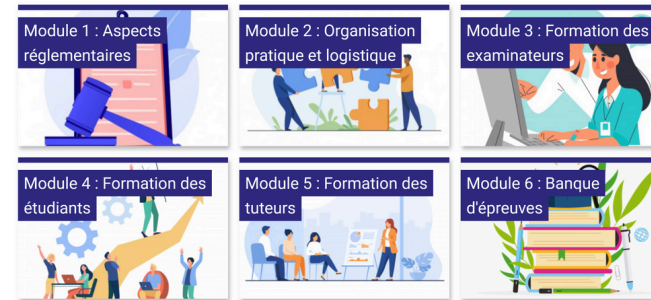 Module 1 : Aspects
réglementaires
Module 2 : Organisation
pratique et logistique
Module 3 : Formation des
examinateurs
Module 4 : Formation des
étudiants
Module 5 : Formation des
tuteurs
Module 6 : Banque
d'épreuves